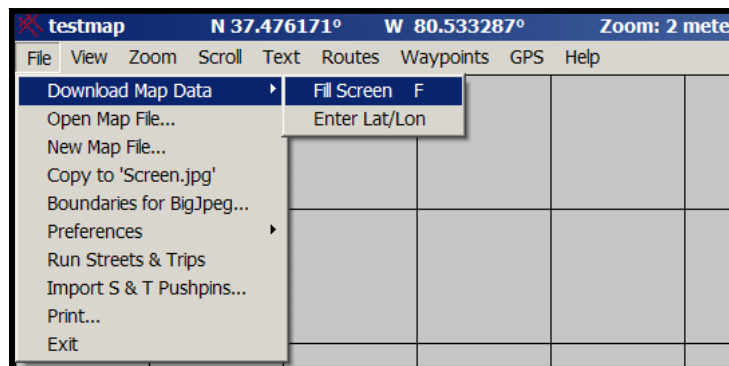 testmap N 37.476171° W 80.533287° Zoom: 2 mete
File View Zoom Scroll Text Routes Waypoints GPS Help
Download Map Data Fill Screen F
Open Map File... Enter Lat/Lon
New Map File...
Copy to 'Screen.jpg'
Boundaries for BigJpeg...
Preferences
Run Streets & Trips
Import S & T Pushpins...
Print...
Exit